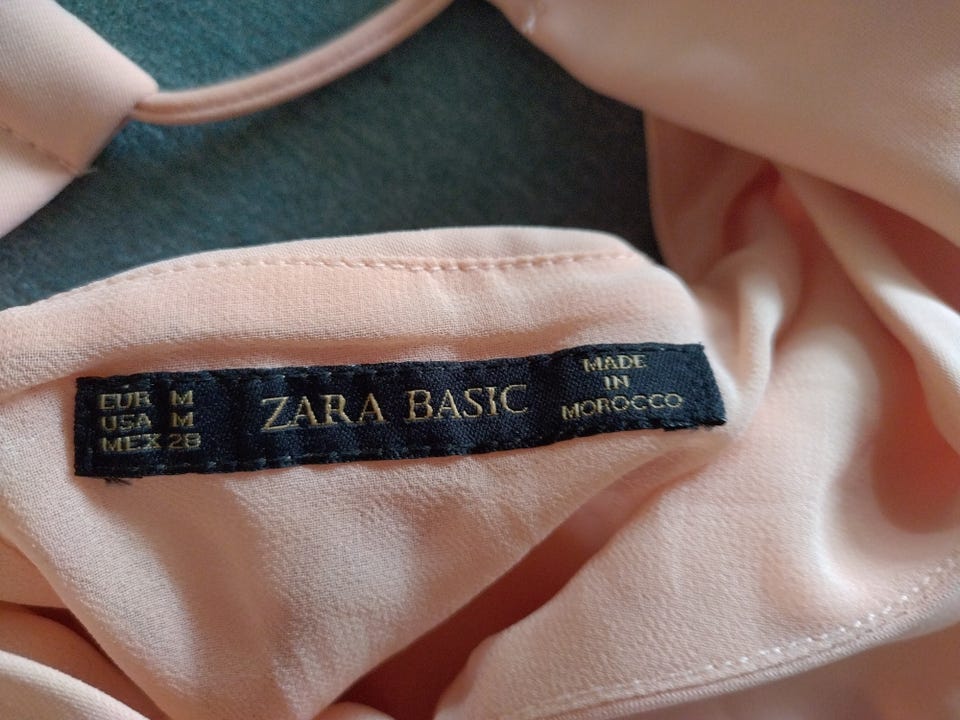 EUR M
USA M
MEX 28
ZARA BASIC
MADE
IN
MOROCCO